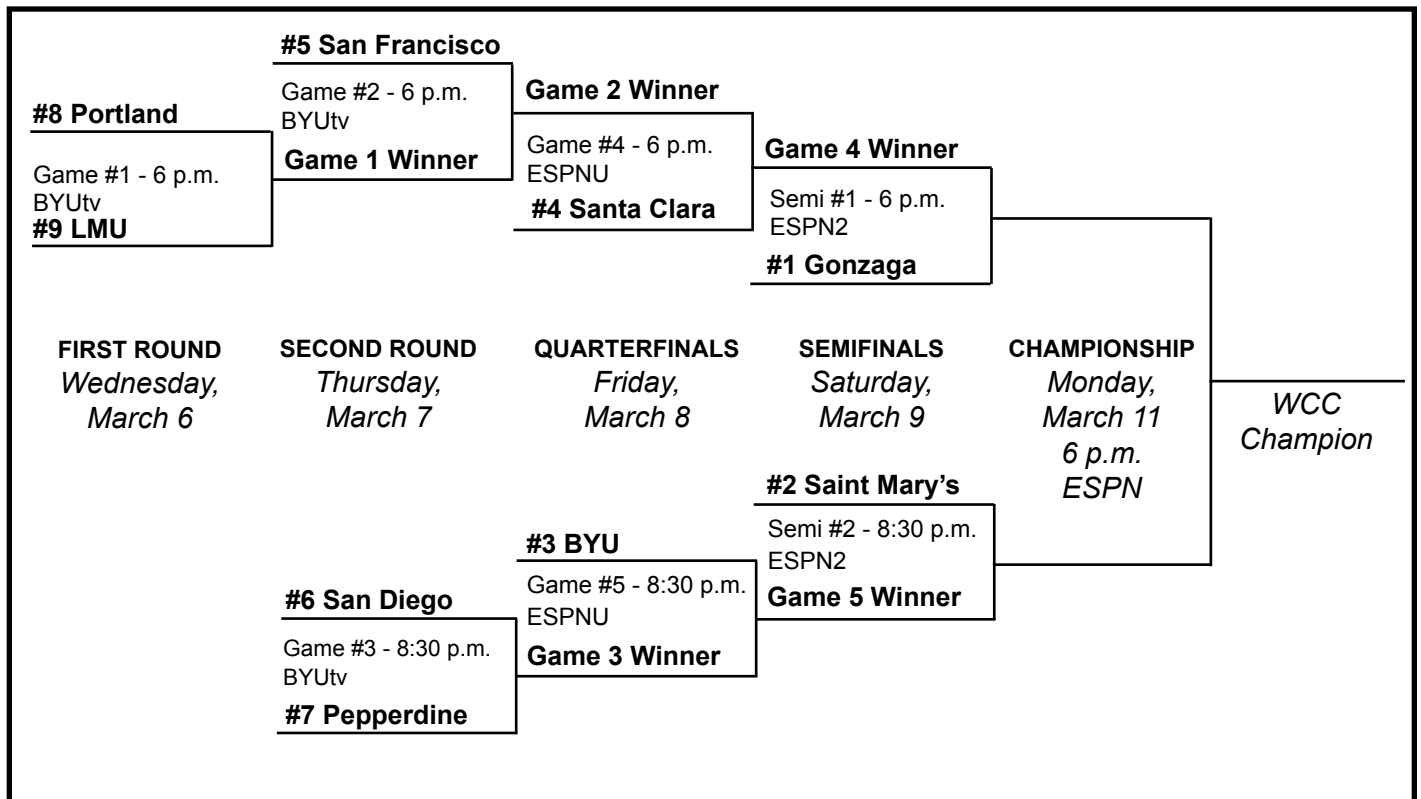 #5 San Francisco
Game #2 - 6 p.m.
BYUtv
Game 1 Winner
#8 Portland
Game #1 - 6 p.m.
BYUtv
#9 LMU
Game 2 Winner
Game #4 - 6 p.m.
ESPNU
#4 Santa Clara
Game 4 Winner
Semi #1 - 6 p.m.
ESPN2
#1 Gonzaga
FIRST ROUND
Wednesday,
March 6
SECOND ROUND
Thursday,
March 7
QUARTERFINALS
Friday,
March 8
SEMIFINALS
Saturday,
March 9
CHAMPIONSHIP
Monday,
March 11
6 p.m.
ESPN
WCC
Champion
#2 Saint Mary’s
Semi #2 - 8:30 p.m.
ESPN2
Game 5 Winner
#3 BYU
Game #5 - 8:30 p.m.
ESPNU
Game 3 Winner
#6 San Diego
Game #3 - 8:30 p.m.
BYUtv
#7 Pepperdine